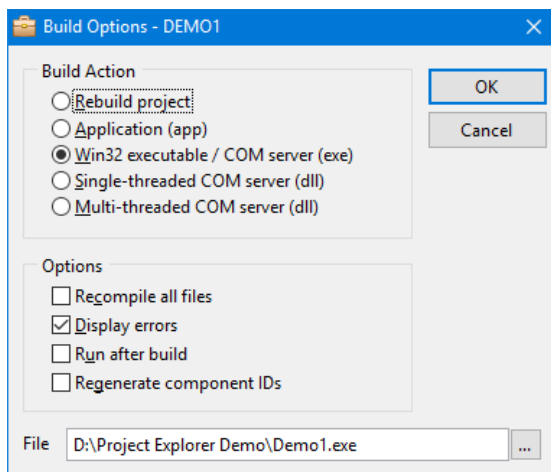 Build Options - DEMO1
Build Action
Rebuild project
Application (app)
Win32 executable / COM server (exe)
Single-threaded COM server (dll)
Multi-threaded COM server (dll)
OK
Cancel
Options
Recompile all files
Display errors
Run after build
Regenerate component IDs
File D:\Project Explorer Demo\Demo1.exe ...